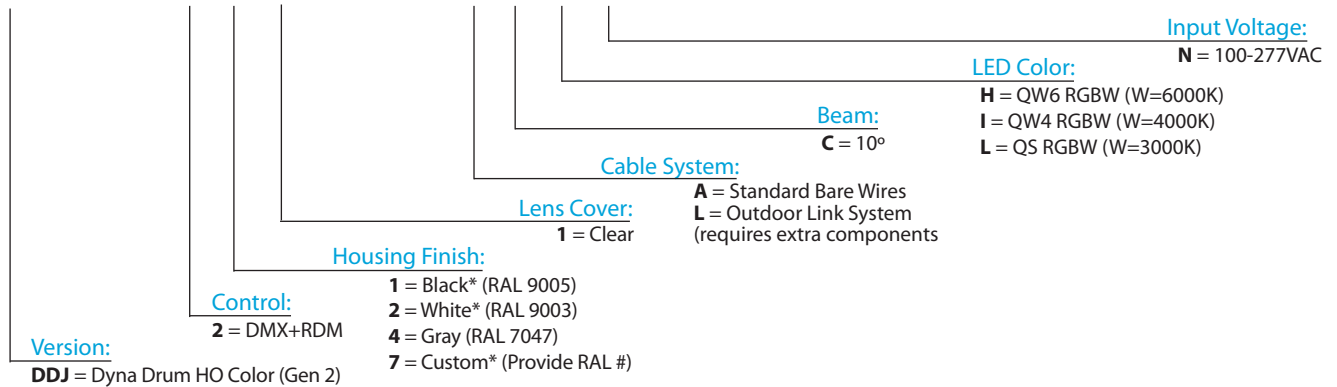 Input Voltage:
N = 100-277VAC
LED Color:
H = QW6 RGBW (W=6000K)
I = QW4 RGBW (W=4000K)
L = QS RGBW (W=3000K)
Beam:
C = 10º
Cable System:
A = Standard Bare Wires
L = Outdoor Link System
(requires extra components
Lens Cover:
1 = Clear
Housing Finish:
1 = Black* (RAL 9005)
2 = White* (RAL 9003)
4 = Gray (RAL 7047)
7 = Custom* (Provide RAL #)
Control:
2 = DMX+RDM
Version:
DDJ = Dyna Drum HO Color (Gen 2)